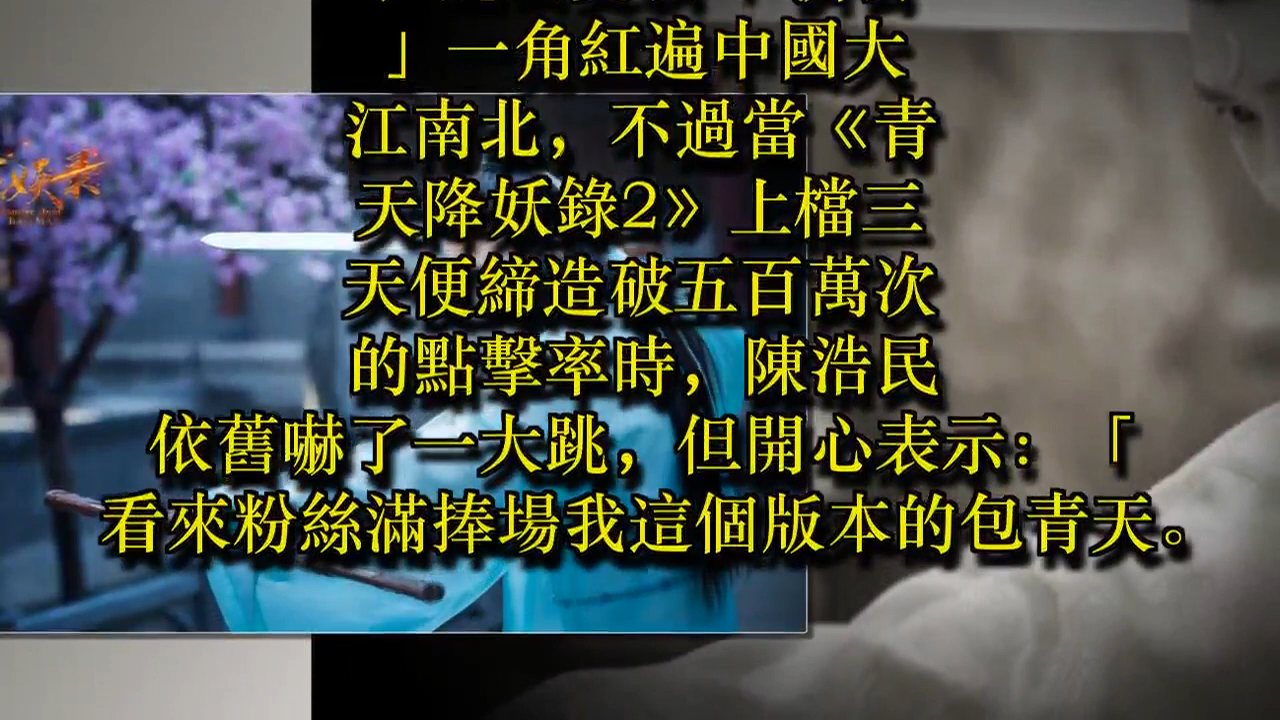 」一角紅遍中國大
江南北，不過當《青
天降妖錄2》上檔三
天便締造破五百萬次
的點擊率時，陳浩民
依舊嚇了一大跳，但開心表示：「
看來粉絲滿捧場我這個版本的包青天。